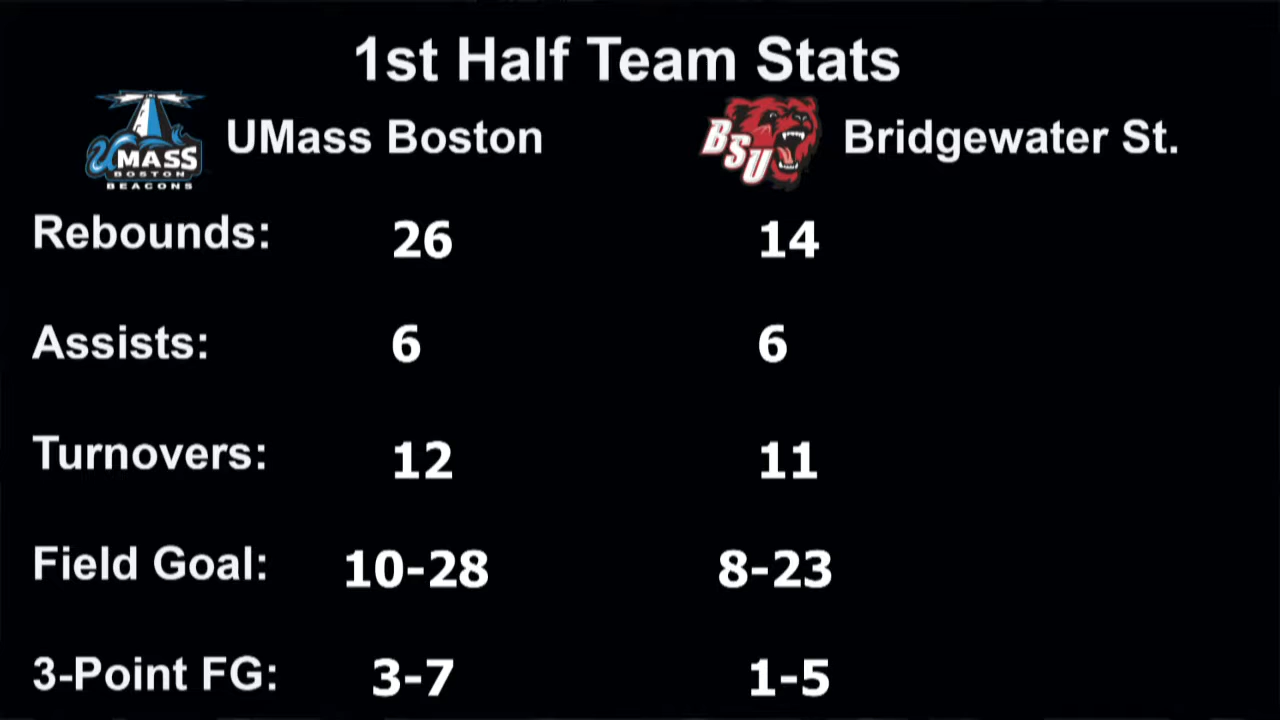 1st Half Team Stats
UMASS
BOSTON
BEACONS
UMass Boston
BSU
Bridgewater St.
Rebounds: 26 14
Assists: 6 6
Turnovers: 12 11
Field Goal: 10-28 8-23
3-Point FG: 3-7 1-5